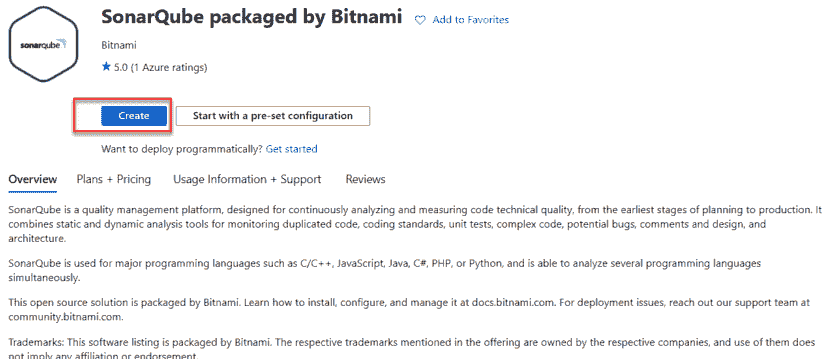 SonarQube packaged by Bitnami
Add to Favorites
sonarqube
Bitnami
5.0 (1 Azure ratings)
Create
Start with a pre-set configuration
Want to deploy programmatically? Get started
Overview
Plans + Pricing
Usage Information + Support
Reviews
SonarQube is a quality management platform, designed for continuously analyzing and measuring code technical quality, from the earliest stages of planning to production. It
combines static and dynamic analysis tools for monitoring duplicated code, coding standards, unit tests, complex code, potential bugs, comments and design, and
architecture.
SonarQube is used for major programming languages such as C/C++, JavaScript, Java, C#, PHP, or Python, and is able to analyze several programming languages
simultaneously.
This open source solution is packaged by Bitnami. Learn how to install, configure, and manage it at docs.bitnami.com. For deployment issues, reach out our support team at
community.bitnami.com.
Trademarks: This software listing is packaged by Bitnami. The respective trademarks mentioned in the offering are owned by the respective companies, and use of them does
not imply any affiliation or endorsement.